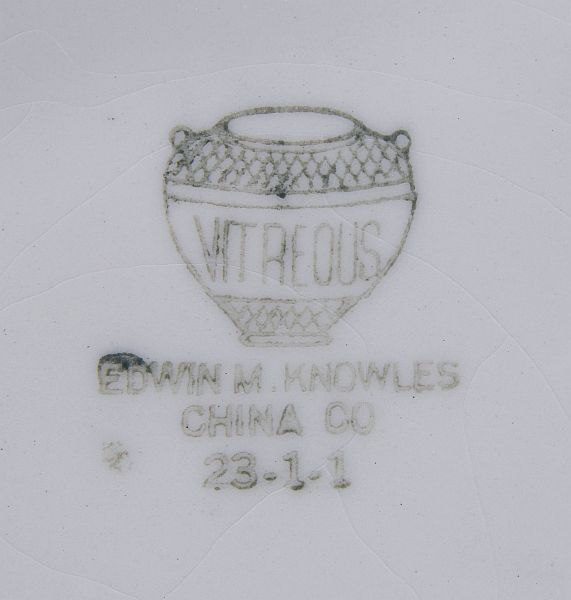 VITREOUS
EDWIN M. KNOWLES
CHINA CO
23-1-1